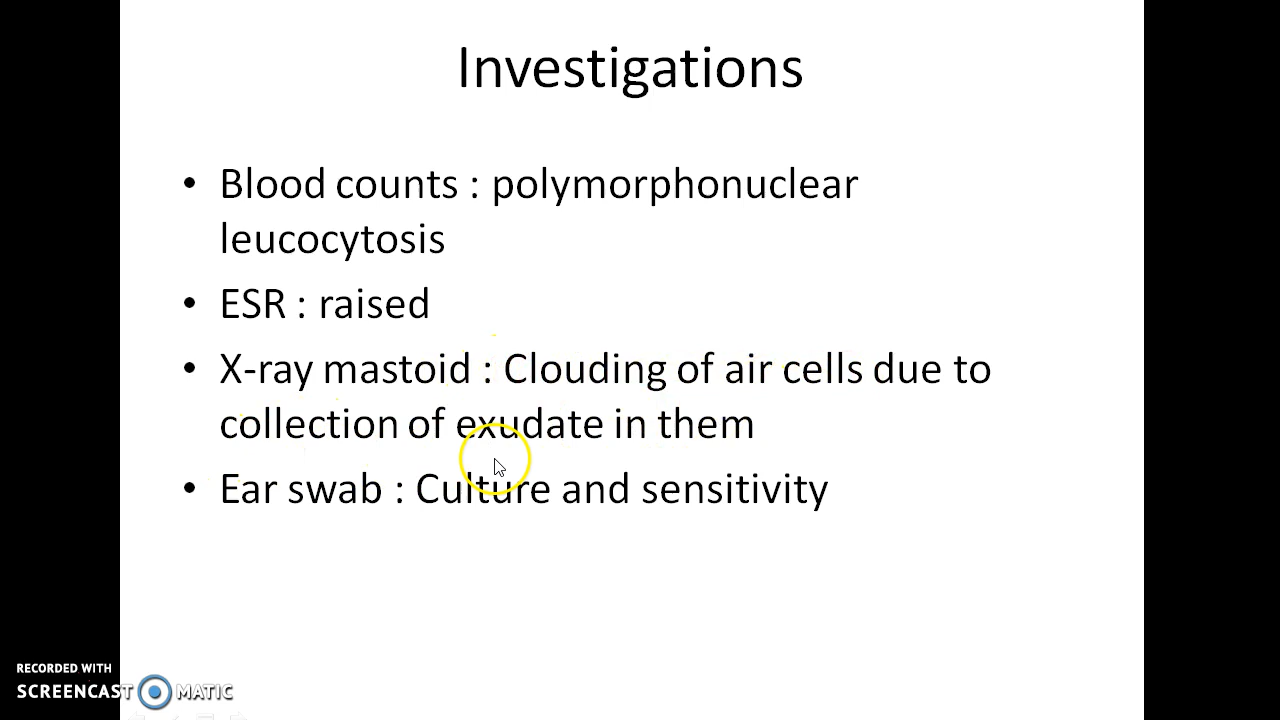 Investigations
• Blood counts : polymorphonuclear
leucocytosis
• ESR : raised
• X-ray mastoid : Clouding of air cells due to
collection of exudate in them
• Ear swab : Culture and sensitivity
RECORDED WITH
SCREENCAST MATIC